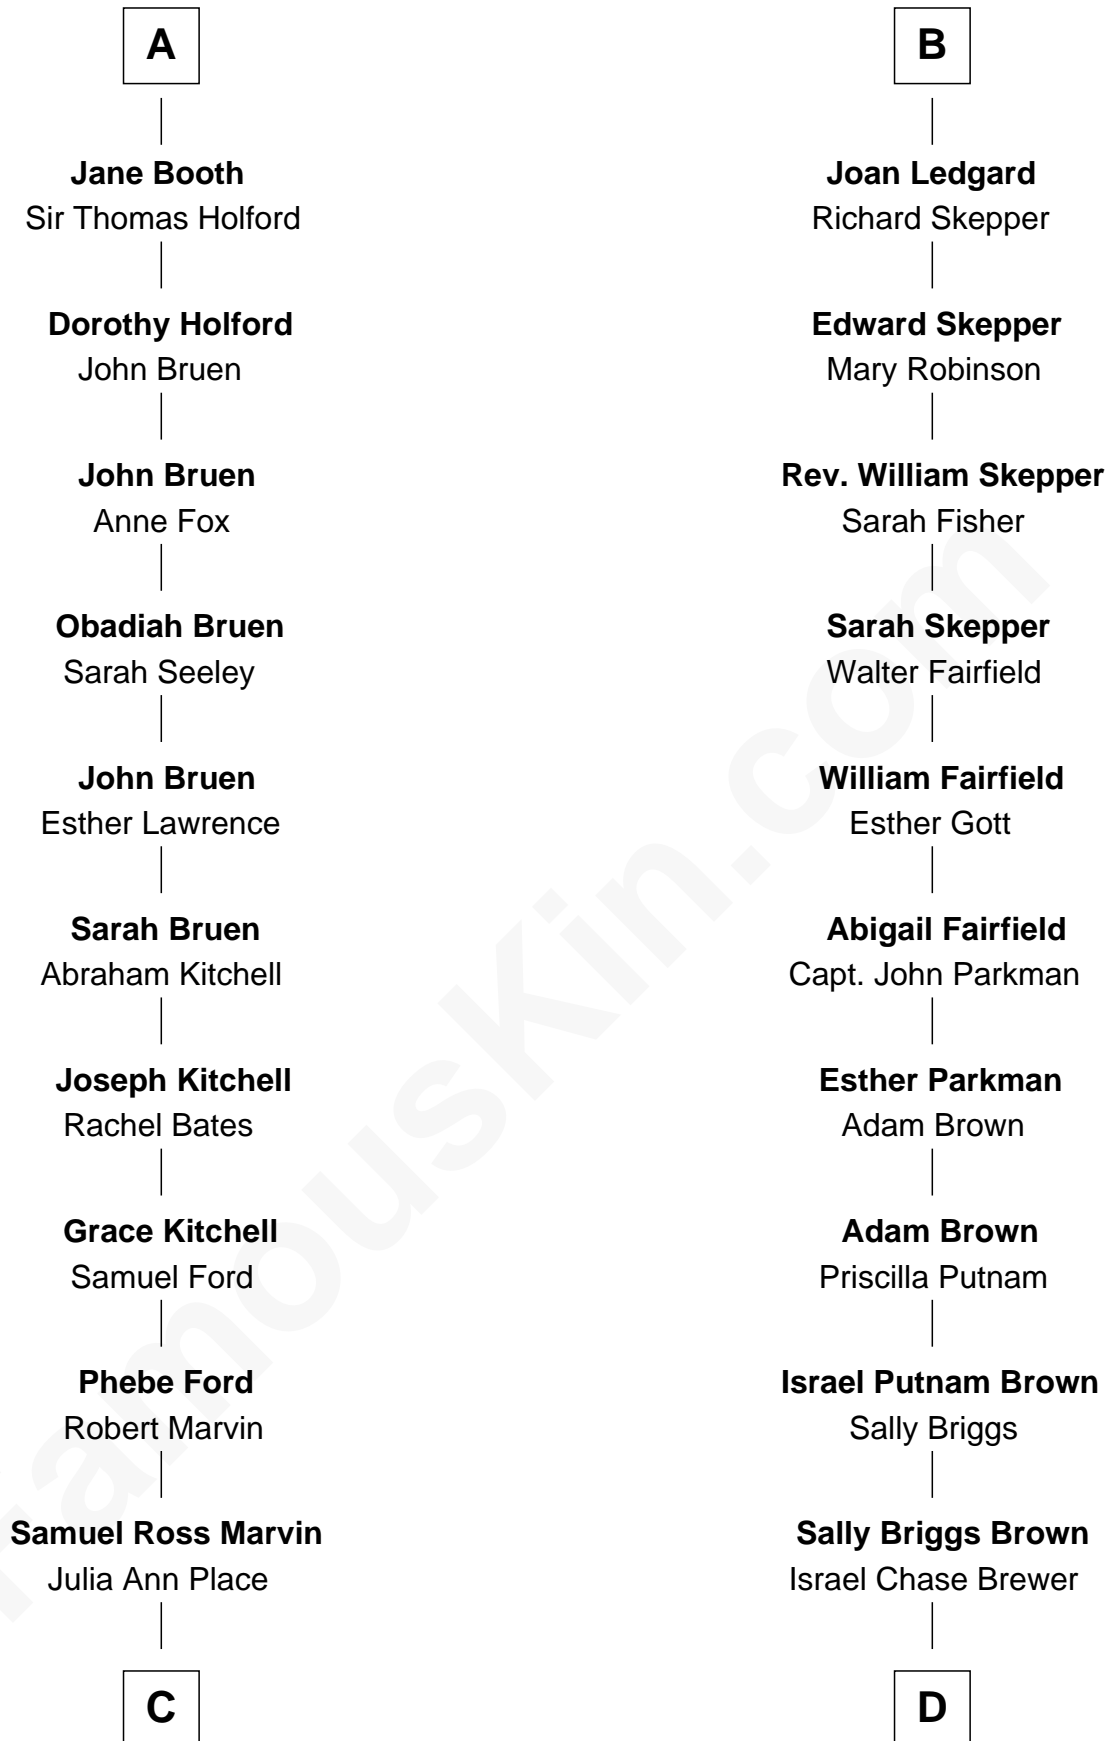 A
Jane Booth
Sir Thomas Holford
Dorothy Holford
John Bruen
John Bruen
Anne Fox
Obadiah Bruen
Sarah Seeley
John Bruen
Esther Lawrence
Sarah Bruen
Abraham Kitchell
Joseph Kitchell
Rachel Bates
Grace Kitchell
Samuel Ford
Phebe Ford
Robert Marvin
Samuel Ross Marvin
Julia Ann Place
C
B
Joan Ledgard
Richard Skepper
Edward Skepper
Mary Robinson
Rev. William Skepper
Sarah Fisher
Sarah Skepper
Walter Fairfield
William Fairfield
Esther Gott
Abigail Fairfield
Capt. John Parkman
Esther Parkman
Adam Brown
Adam Brown
Priscilla Putnam
Israel Putnam Brown
Sally Briggs
Sally Briggs Brown
Israel Chase Brewer
D
FamousKin.com